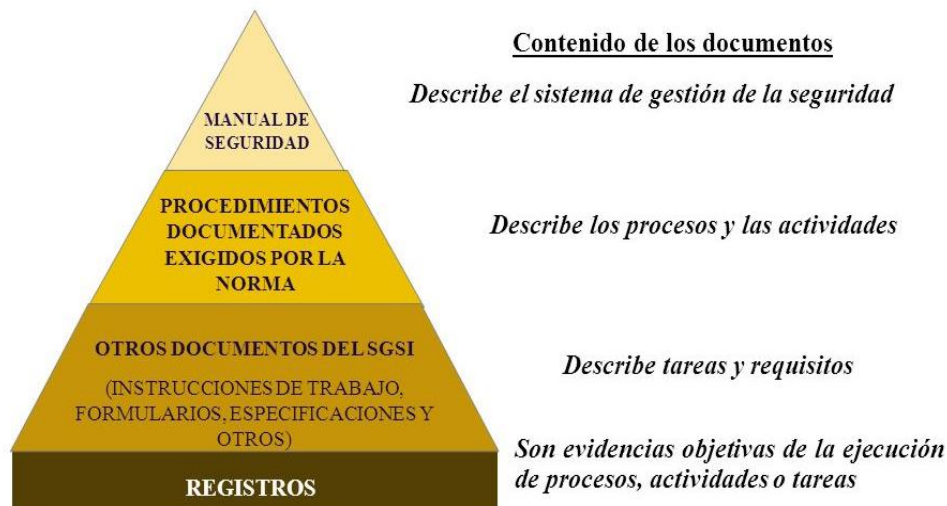 Contenido de los documentos
Describe el sistema de gestión de la seguridad
MANUAL DE
SEGURIDAD
PROCEDIMIENTOS
DOCUMENTADOS
EXIGIDOS POR LA
NORMA
Describe los procesos y las actividades
OTROS DOCUMENTOS DEL SGSI
(INSTRUCCIONES DE TRABAJO,
FORMULARIOS, ESPECIFICACIONES Y
OTROS)
Describe tareas y requisitos
REGISTROS
Son evidencias objetivas de la ejecución
de procesos, actividades o tareas